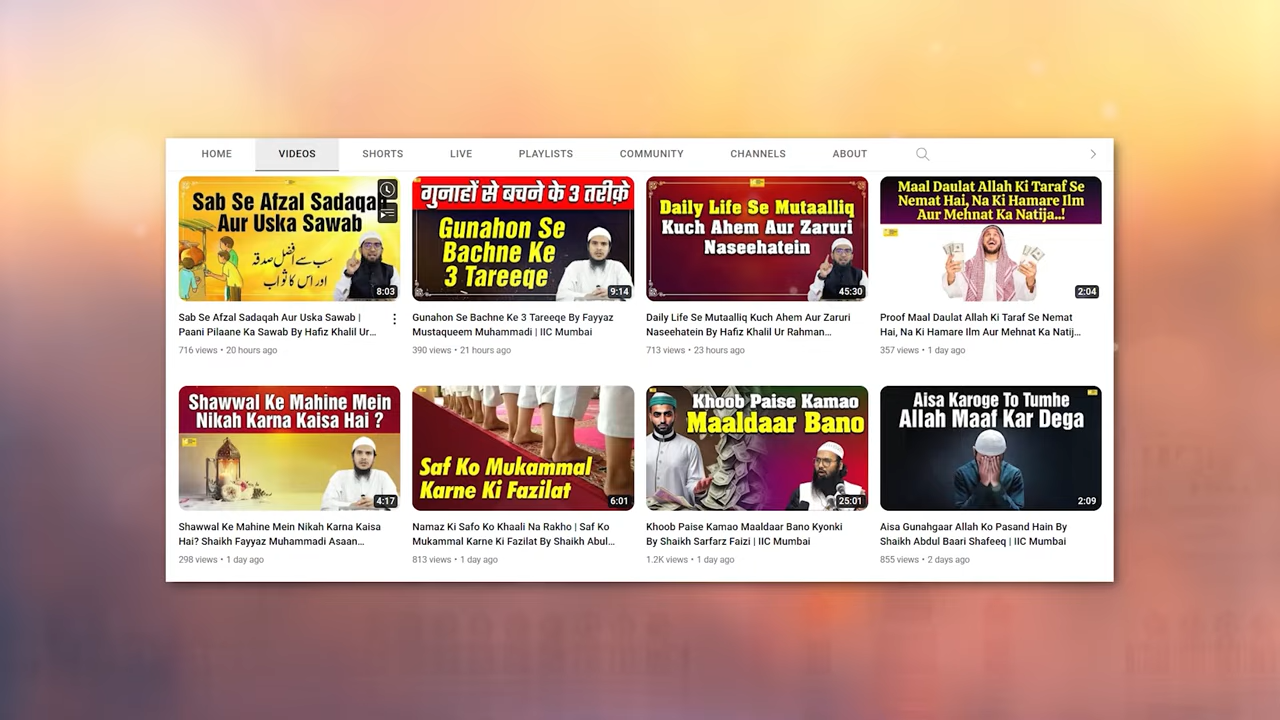 HOME VIDEOS SHORTS LIVE PLAYLISTS COMMUNITY CHANNELS ABOUT
Sab Se Afzal Sadaqah
Aur Uska Sawab
سب سے افضل صدقہ
اور اس کا ثواب
8:03
Sab Se Afzal Sadaqah Aur Uska Sawab |
Paani Pilaane Ka Sawab By Hafiz Khalil Ur...
716 views • 20 hours ago
गुनाहों से बचने के 3 तरीक़े
Gunahon Se
Bachne Ke
3 Tareeqe
9:14
Gunahon Se Bachne Ke 3 Tareeqe By Fayyaz
Mustaqueem Muhammadi | IIC Mumbai
390 views • 21 hours ago
Daily Life Se Mutaalliq
Kuch Ahem Aur Zaruri
Naseehatein
45:30
Daily Life Se Mutaalliq Kuch Ahem Aur Zaruri
Naseehatein By Hafiz Khalil Ur Rahman...
713 views • 23 hours ago
Maal Daulat Allah Ki Taraf Se
Nemat Hai, Na Ki Hamare Ilm
Aur Mehnat Ka Natija..!
2:04
Proof Maal Daulat Allah Ki Taraf Se Nemat
Hai, Na Ki Hamare Ilm Aur Mehnat Ka Natij...
357 views • 1 day ago
Shawwal Ke Mahine Mein
Nikah Karna Kaisa Hai ?
4:17
Shawwal Ke Mahine Mein Nikah Karna Kaisa
Hai? Shaikh Fayyaz Muhammadi Asaan...
298 views • 1 day ago
Saf Ko Mukammal
Karne Ki Fazilat
6:01
Namaz Ki Safo Ko Khaali Na Rakho | Saf Ko
Mukammal Karne Ki Fazilat By Shaikh Abul...
813 views • 1 day ago
Khoob Paise Kamao
Maaldaar Bano
25:01
Khoob Paise Kamao Maaldaar Bano Kyonki
By Shaikh Sarfarz Faizi | IIC Mumbai
1.2K views • 1 day ago
Aisa Karoge To Tumhe
Allah Maaf Kar Dega
2:09
Aisa Gunahgaar Allah Ko Pasand Hain By
Shaikh Abdul Baari Shafeeq | IIC Mumbai
855 views • 2 days ago